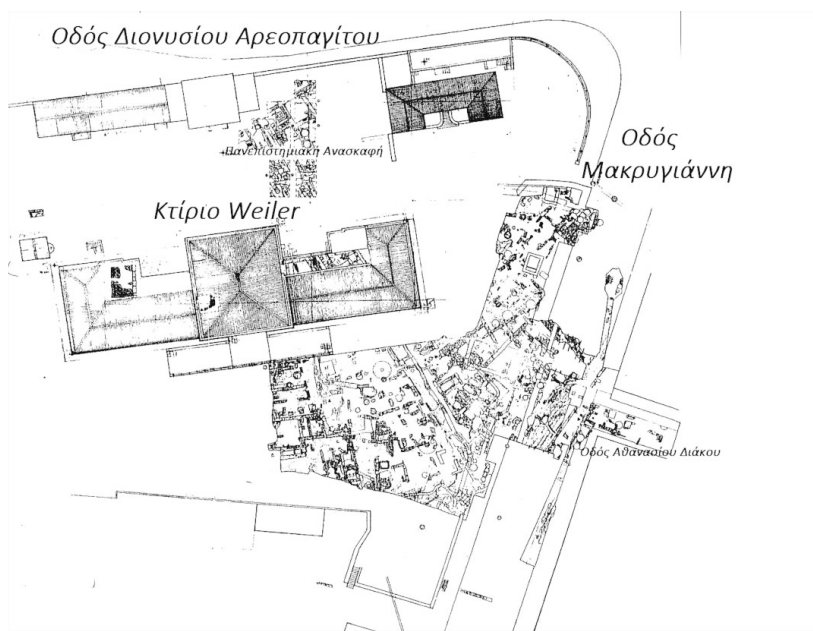 Οδός Διονυσίου Αρεοπαγίτου
Οδός
Μακρυγιάννη
Πανεπιστημιακή Ανασκαφή
Κτίριο Weiler
Οδός Αθανασίου Διάκου